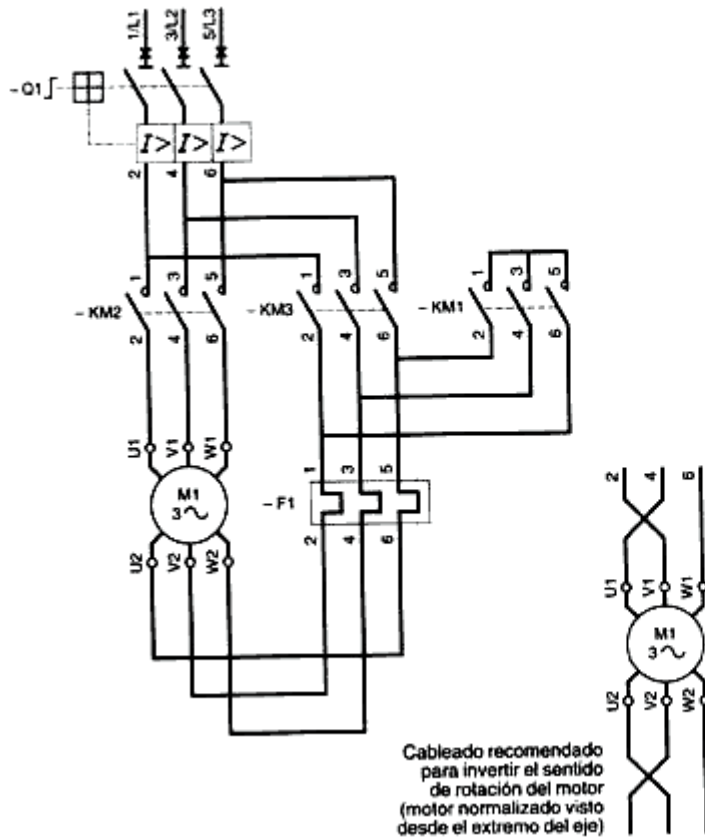 1/L1 3/L2 5/L3
– Q1
I> I> I>
2 4 6
1 3 5
– KM2
2 4 6
1 3 5
– KM3
2 4 6
1 3 5
– KM1
2 4 6
U1 V1 W1
M1
3 ~
U2 V2 W2
1 3 5
– F1
2 4 6
2 4 6
U1 V1 W1
M1
3 ~
U2 V2 W2
Cableado recomendado
para invertir el sentido
de rotación del motor
(motor normalizado visto
desde el extremo del eje)